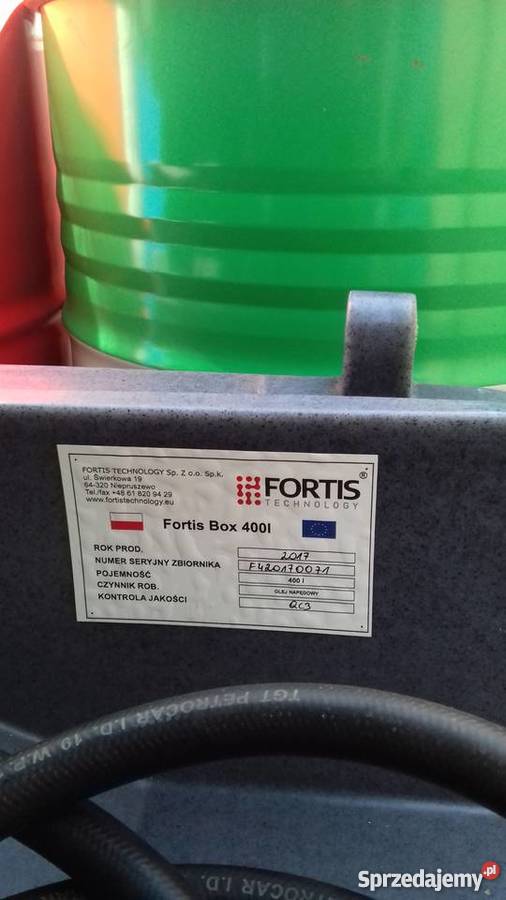 FORTIS TECHNOLOGY Sp. Z o.o. Sp.k.
ul. Świerkowa 19
64-320 Niepruszewo
Tel./fax +48 61 820 94 29
www.fortistechnology.eu
FORTIS ®
TECHNOLOGY
Fortis Box 400l
ROK PROD. 2017
NUMER SERYJNY ZBIORNIKA F420170071
POJEMNOŚĆ 400 l
CZYNNIK ROB. OLEJ NAPĘDOWY
KONTROLA JAKOŚCI QC3
TGT PETROCAR I.D. 19 W.P.
PETROCAR I.D.
Sprzedajemy.pl